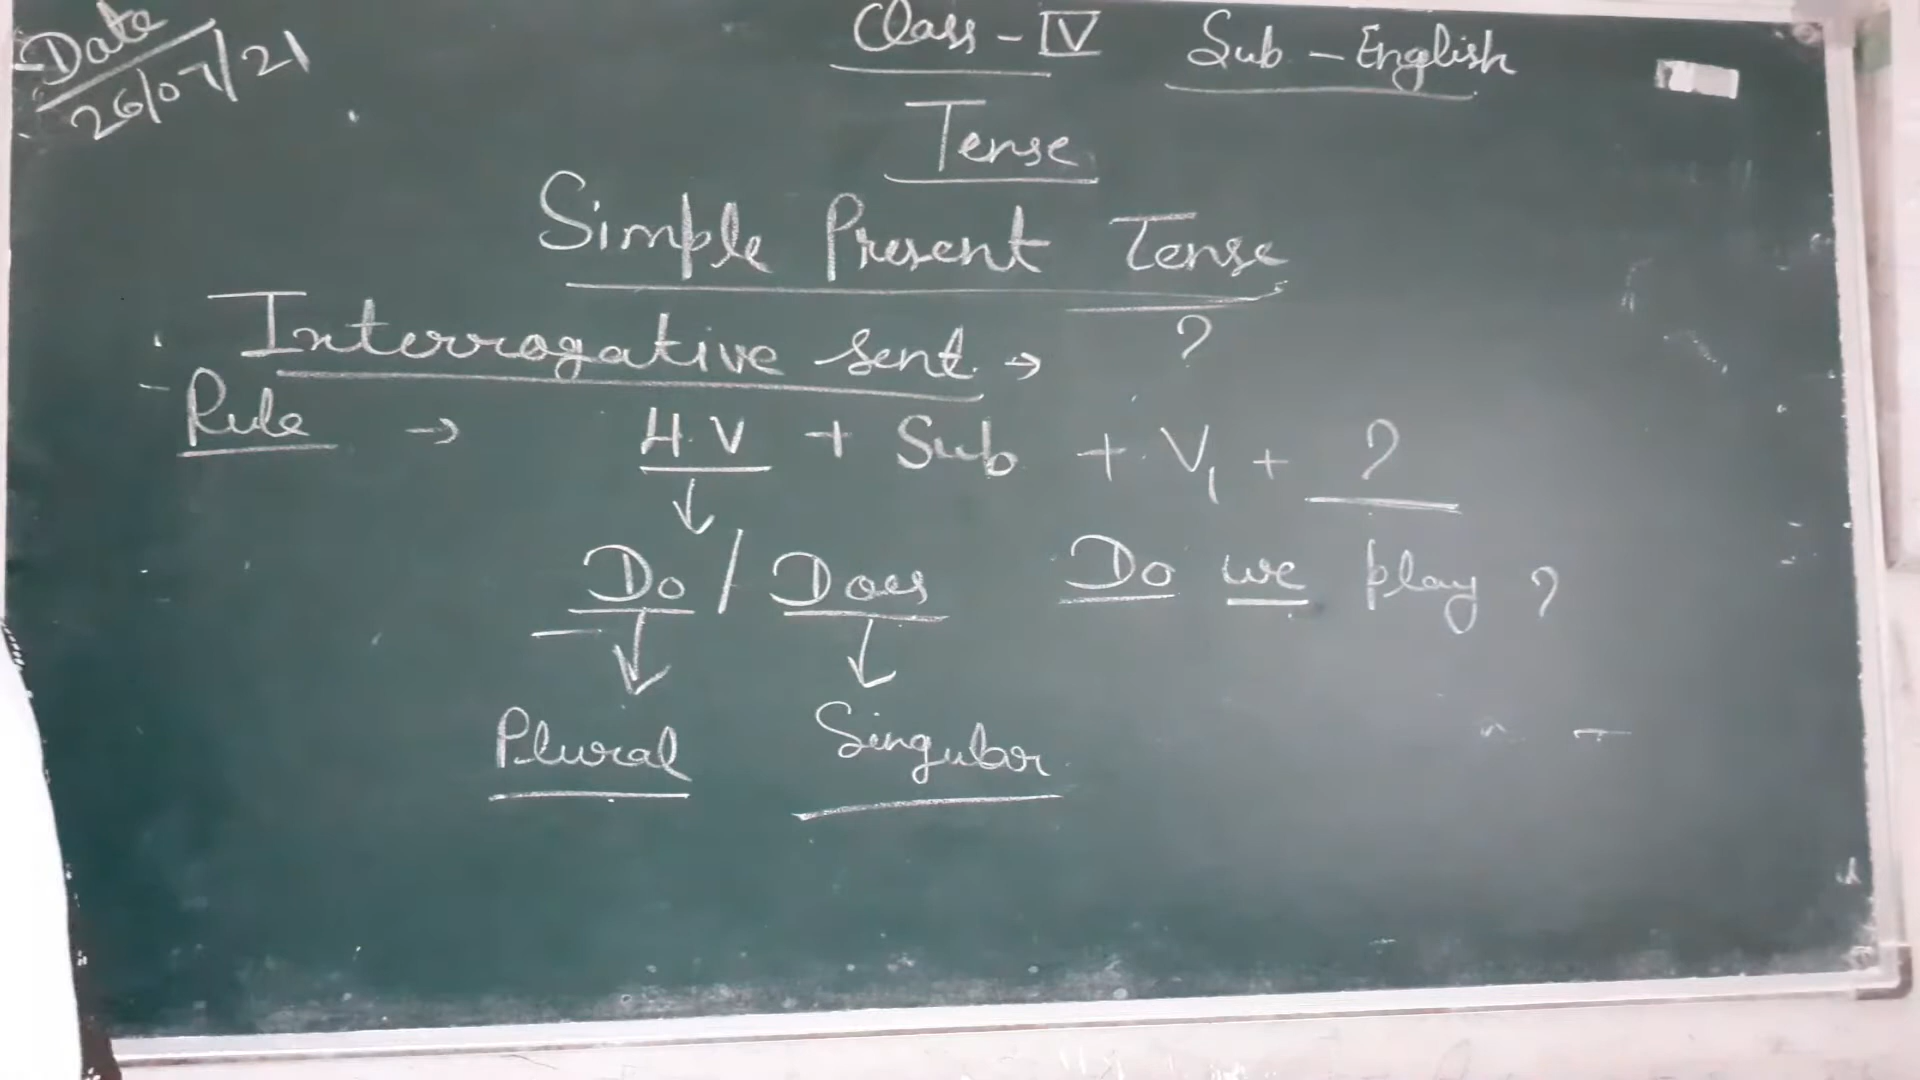 Date
26/07/21
Class - IV Sub - English
Tense
Simple Present Tense
Interrogative sent. → ?
Rule → H.V + Sub + V1 + ?
↓
Do / Does Do we play ?
↓ ↓
Plural Singular